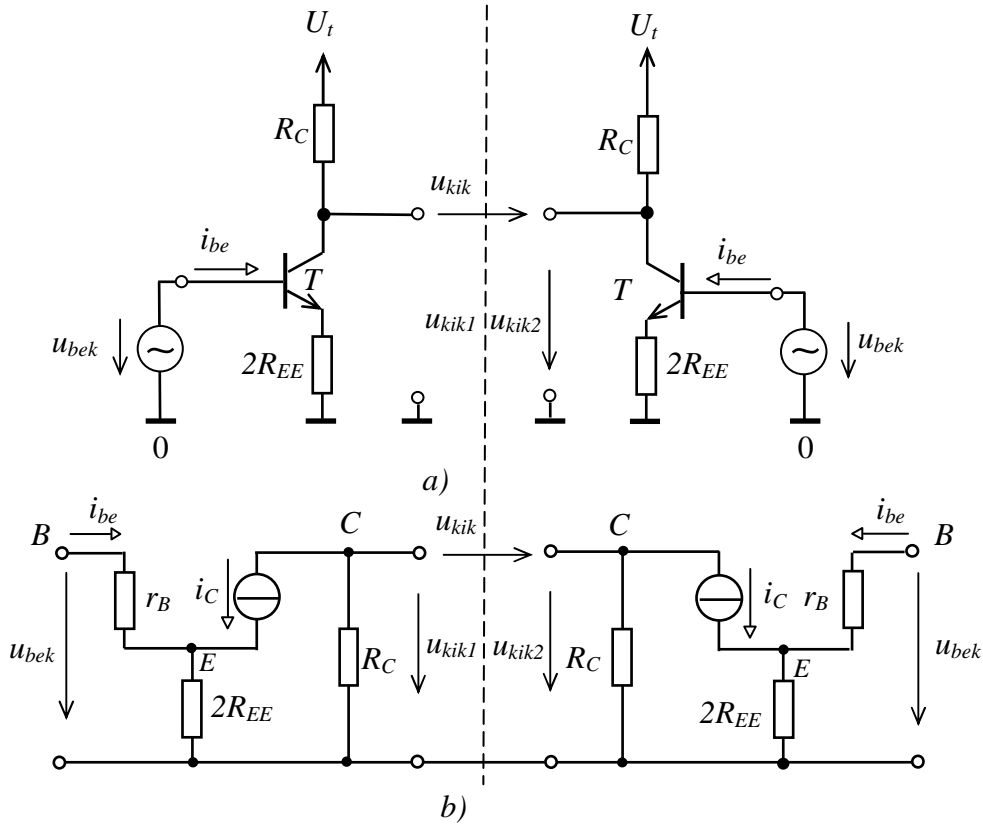 U_t U_t
R_C R_C
u_kik
i_be i_be
T T
u_bek 2R_EE u_kik1 u_kik2 2R_EE u_bek
0 0
a)
i_be C u_kik C i_be
B B
r_B i_C i_C r_B
u_bek E R_C u_kik1 u_kik2 R_C E u_bek
2R_EE 2R_EE
b)